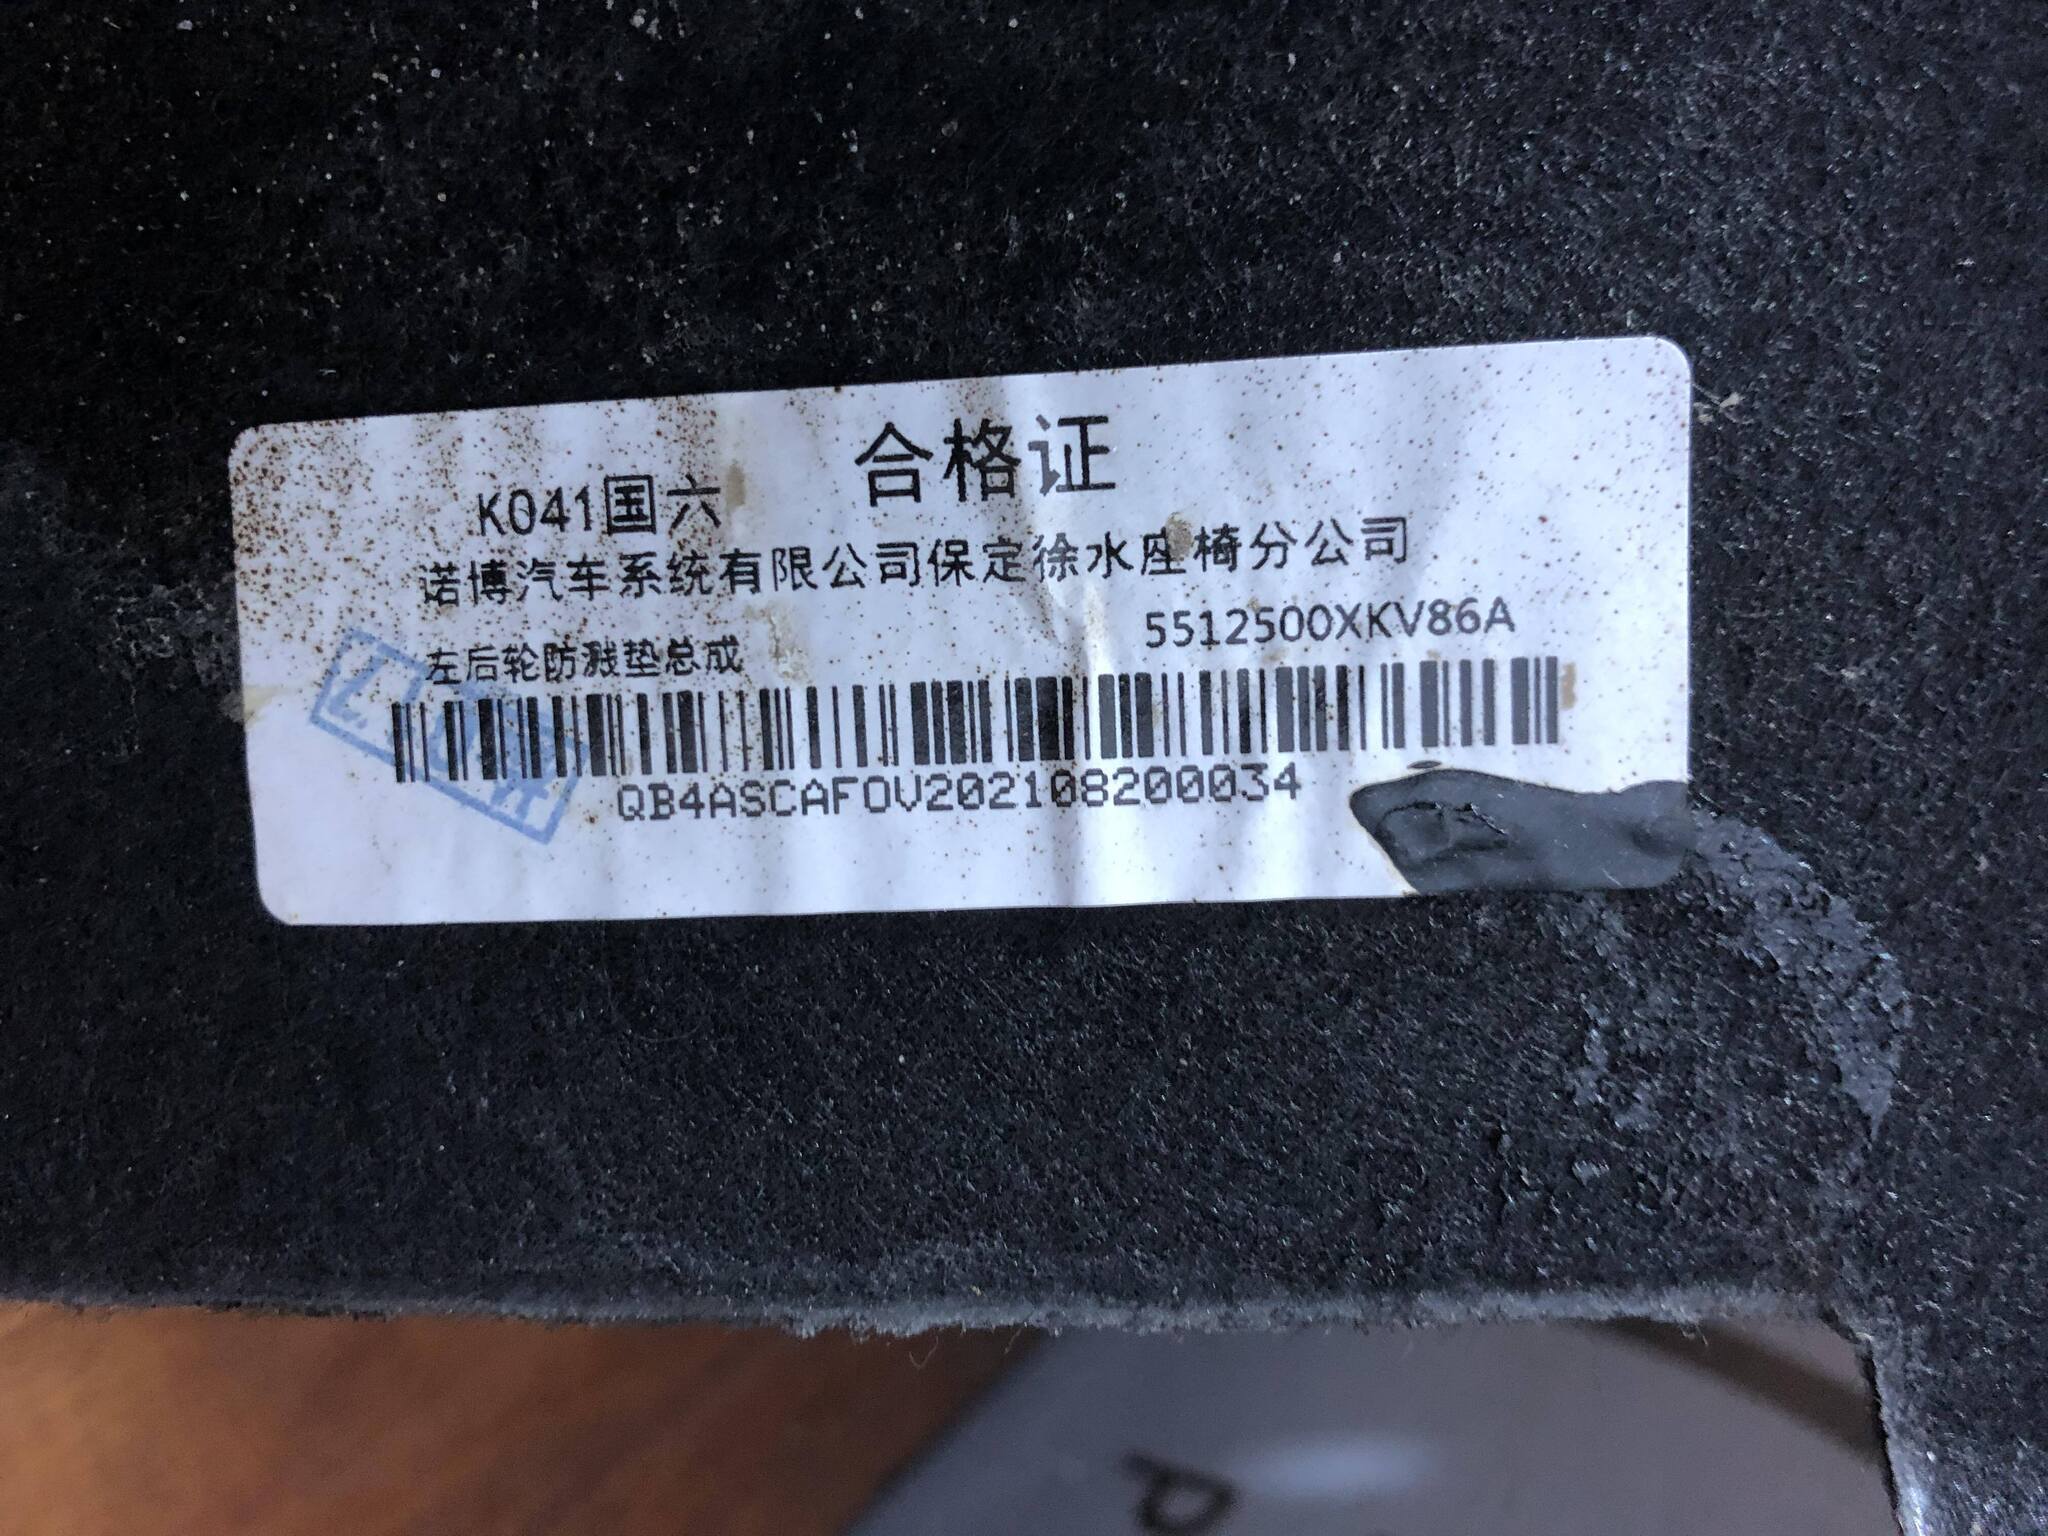 合格证
K041国六
诺博汽车系统有限公司保定徐水座椅分公司
5512500XKV86A
左后轮防溅垫总成
QB4ASCAFOV202108200034